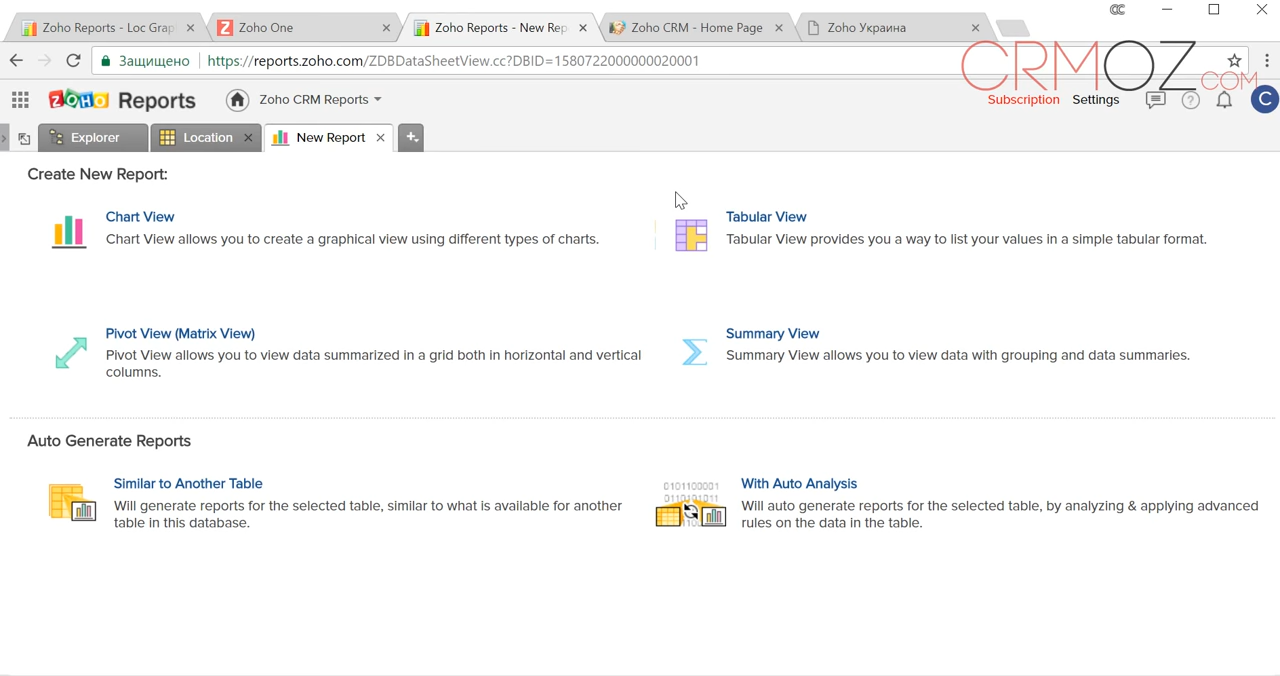 Zoho Reports - Loc Grap
Zoho One
Zoho Reports - New Rep
Zoho CRM - Home Page
Zoho Украина
Защищено
https://reports.zoho.com/ZDBDataSheetView.cc?DBID=1580722000000020001
CRMOZ.COM
ZOHO Reports
Zoho CRM Reports
Subscription
Settings
C
Explorer
Location
New Report
Create New Report:
Chart View
Chart View allows you to create a graphical view using different types of charts.
Tabular View
Tabular View provides you a way to list your values in a simple tabular format.
Pivot View (Matrix View)
Pivot View allows you to view data summarized in a grid both in horizontal and vertical
columns.
Summary View
Summary View allows you to view data with grouping and data summaries.
Auto Generate Reports
Similar to Another Table
Will generate reports for the selected table, similar to what is available for another
table in this database.
0101100001
With Auto Analysis
Will auto generate reports for the selected table, by analyzing & applying advanced
rules on the data in the table.